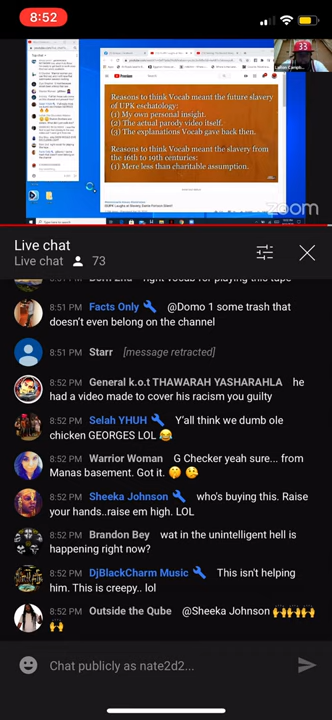 8:52
Reasons to think Vocab meant the future slavery
of UPK eschatology:
(1) My own personal insight.
(2) The actual parody video itself.
(3) The explanations Vocab gave back then.
Reasons to think Vocab meant the slavery from
the 16th to 19th centuries:
(1) Mere less than charitable assumption.
zoom
Live chat
Live chat 73
8:51 PM Facts Only @Domo 1 some trash that
doesn't even belong on the channel
8:51 PM Starr [message retracted]
8:52 PM General k.o.t THAWARAH YASHARAHLA he
had a video made to cover his racism you guilty
8:52 PM Selah YHUH Y'all think we dumb ole
chicken GEORGES LOL 😂
8:52 PM Warrior Woman G Checker yeah sure... from
Manas basement. Got it.
8:52 PM Sheeka Johnson who's buying this. Raise
your hands..raise em high. LOL
8:52 PM Brandon Bey wat in the unintelligent hell is
happening right now?
8:52 PM DjBlackCharm Music This isn't helping
him. This is creepy.. lol
8:52 PM Outside the Qube @Sheeka Johnson 🙌🙌🙌🙌
🙌
Chat publicly as nate2d2...